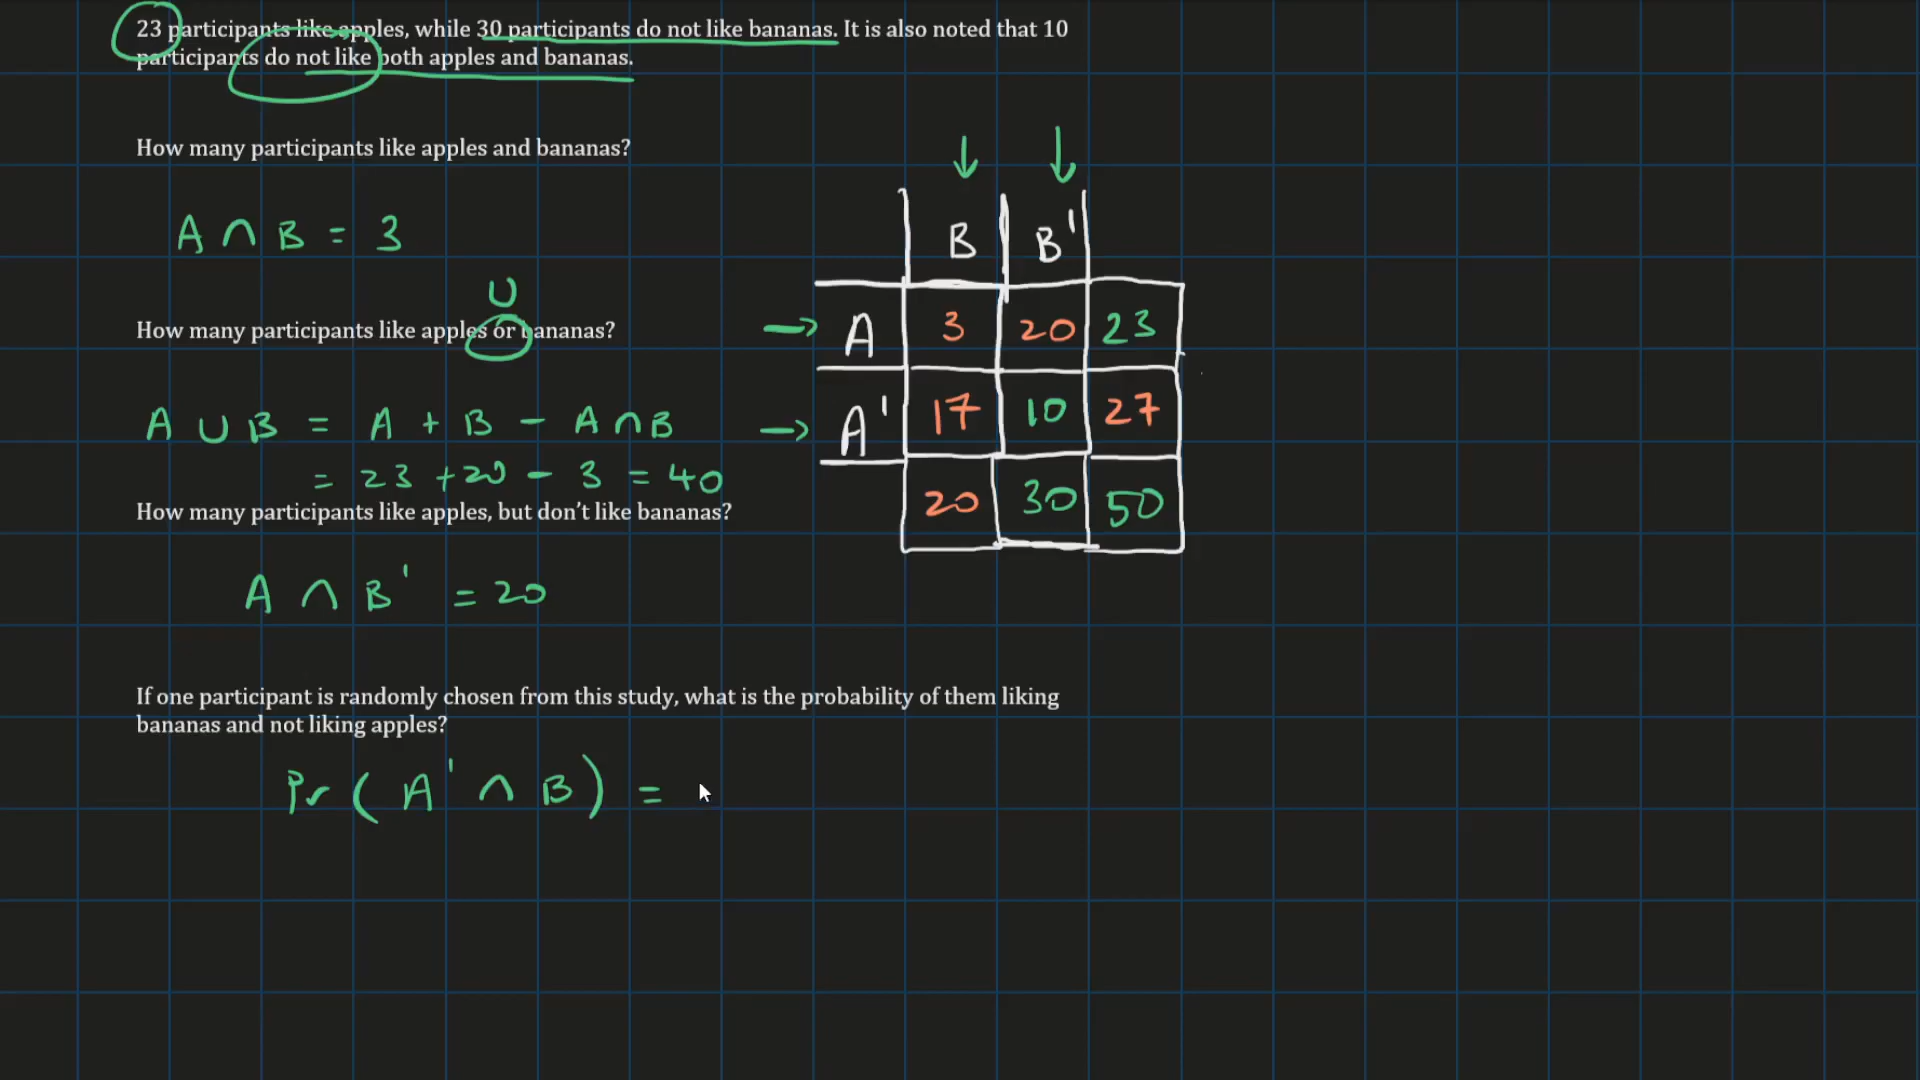 23 participants like apples, while 30 participants do not like bananas. It is also noted that 10
participants do not like both apples and bananas.
How many participants like apples and bananas?
A ∩ B = 3
∪
How many participants like apples or bananas?
A ∪ B = A + B - A ∩ B
= 23 + 20 - 3 = 40
How many participants like apples, but don't like bananas?
A ∩ B' = 20
If one participant is randomly chosen from this study, what is the probability of them liking
bananas and not liking apples?
Pr ( A' ∩ B ) =
↓ ↓
B B'
→ A 3 20 23
→ A' 17 10 27
20 30 50